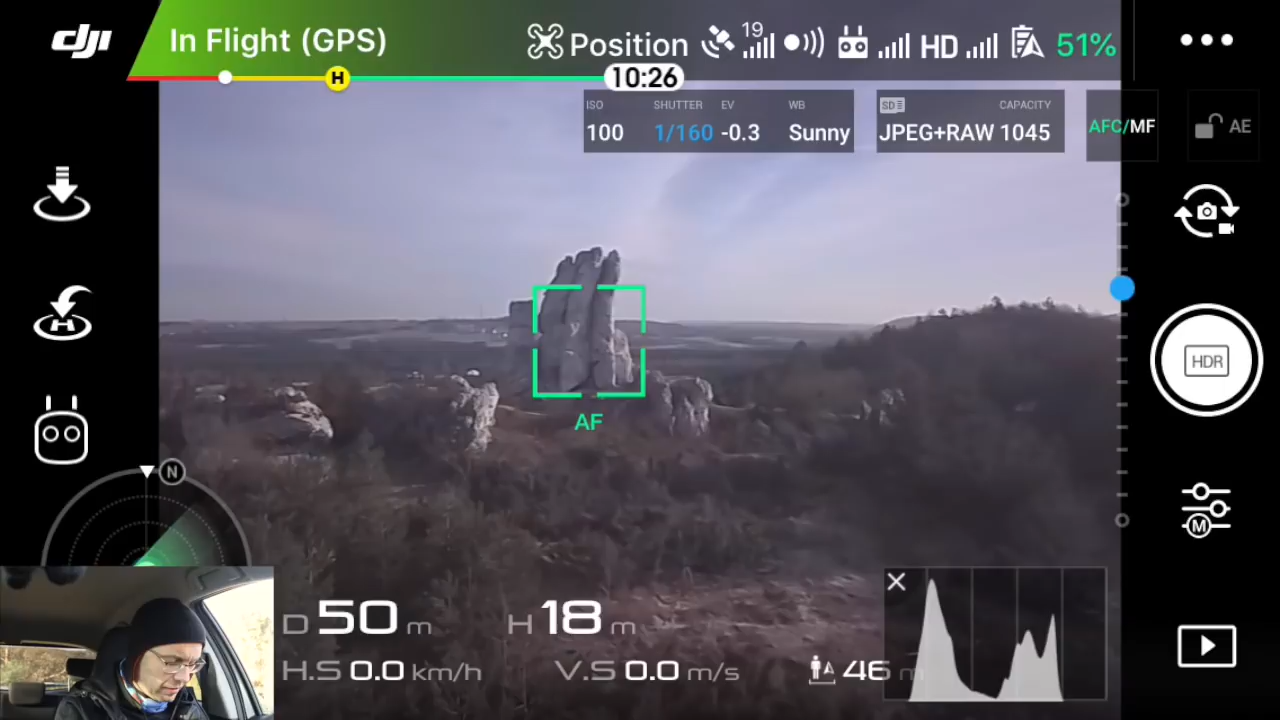 dji
In Flight (GPS)
Position
19
HD
51%
H
10:26
ISO SHUTTER EV WB
100 1/160 -0.3 Sunny
SD CAPACITY
JPEG+RAW 1045
AFC/MF
AE
H
HDR
AF
N
M
D 50 m H 18 m
H.S 0.0 km/h V.S 0.0 m/s 46 m